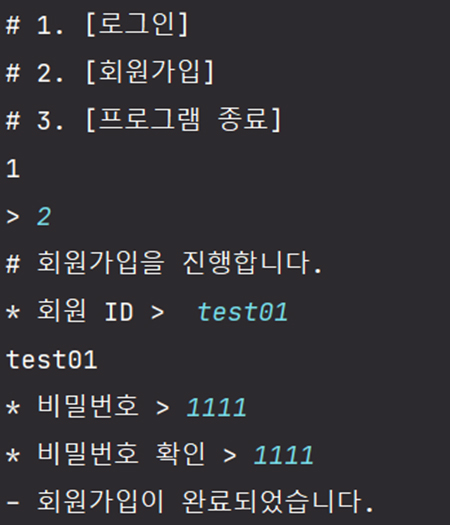 # 1. [로그인]
# 2. [회원가입]
# 3. [프로그램 종료]
1
> 2
# 회원가입을 진행합니다.
* 회원 ID >  test01
test01
* 비밀번호 > 1111
* 비밀번호 확인 > 1111
- 회원가입이 완료되었습니다.